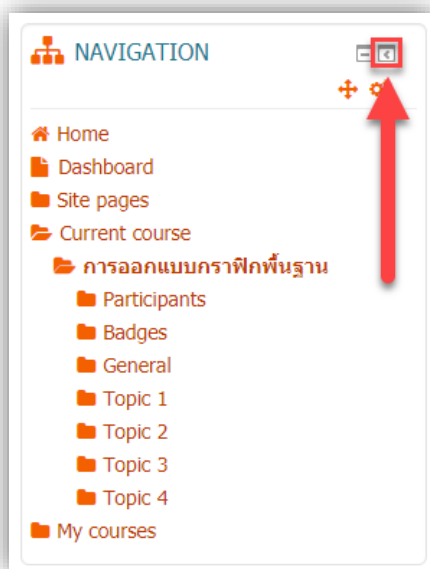 NAVIGATION
Home
Dashboard
Site pages
Current course
การออกแบบกราฟิกพื้นฐาน
Participants
Badges
General
Topic 1
Topic 2
Topic 3
Topic 4
My courses